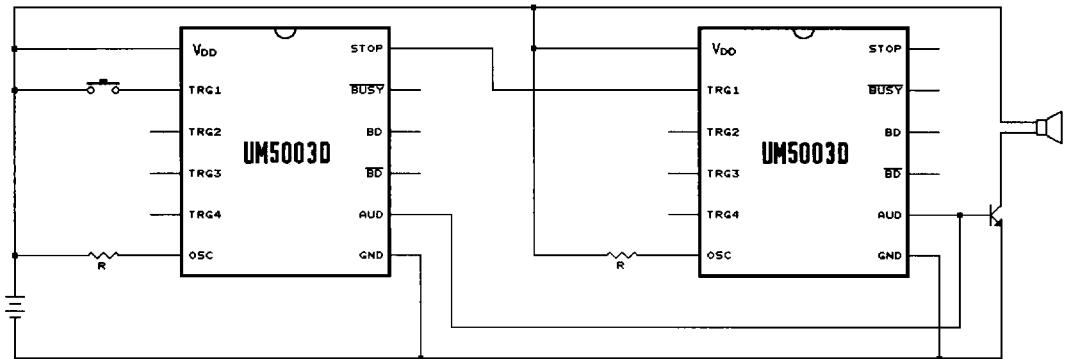 VDD
TRG1
TRG2
TRG3
TRG4
OSC
UM5003D
STOP
BUSY
BD
BD
AUD
GND
R
VDD
TRG1
TRG2
TRG3
TRG4
OSC
UM5003D
STOP
BUSY
BD
BD
AUD
GND
R